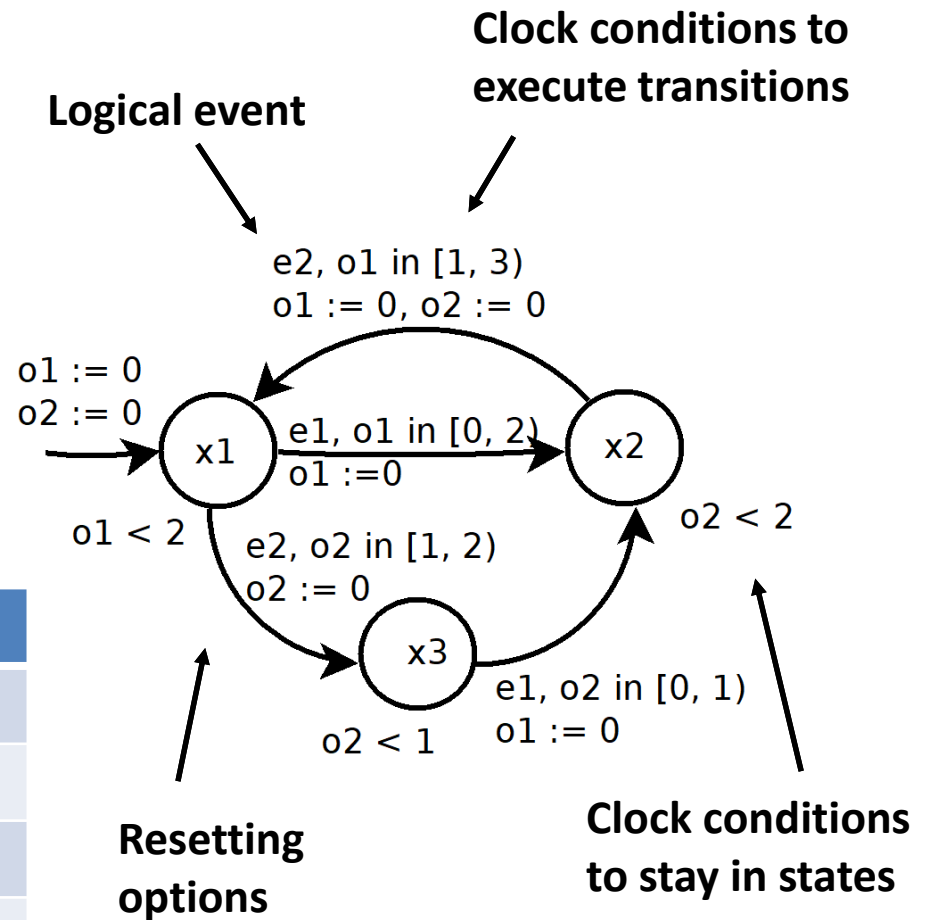 Clock conditions to
execute transitions
Logical event
e2, o1 in [1, 3)
o1 := 0, o2 := 0
o1 := 0
o2 := 0
x1
e1, o1 in [0, 2)
o1 :=0
x2
o1 < 2
o2 < 2
e2, o2 in [1, 2)
o2 := 0
x3
e1, o2 in [0, 1)
o1 := 0
o2 < 1
Resetting
options
Clock conditions
to stay in states